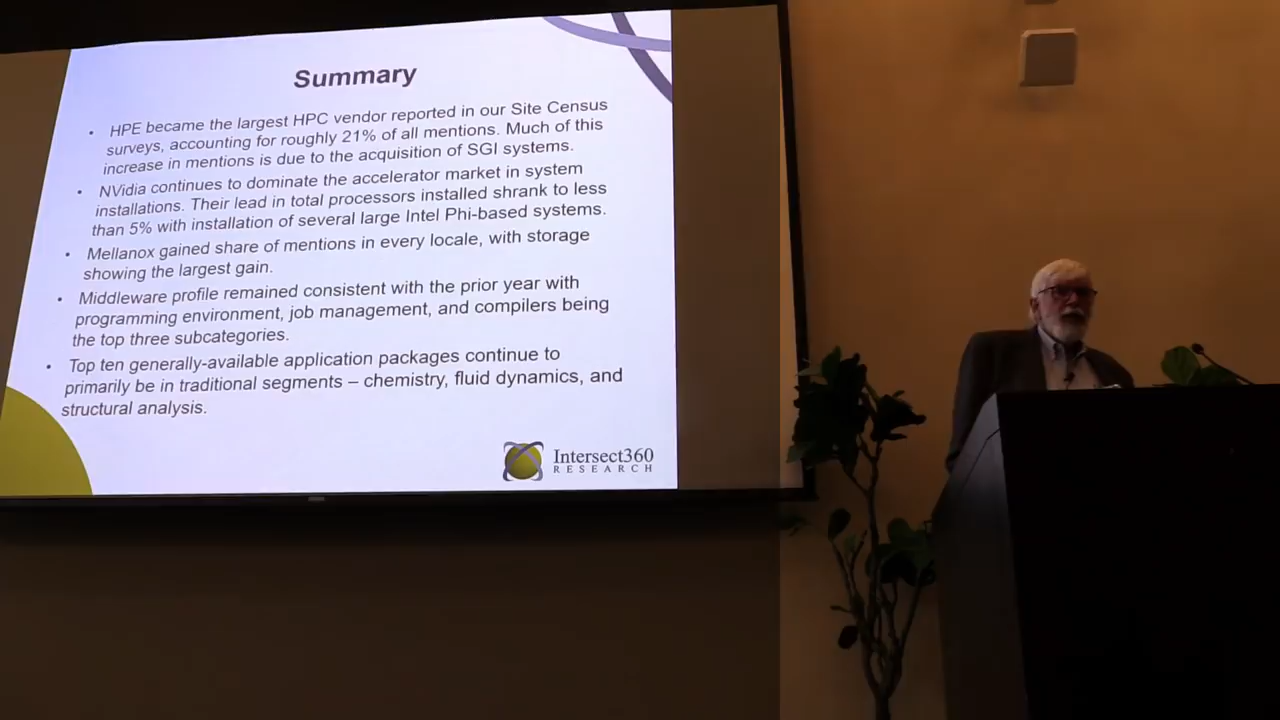 Summary
• HPE became the largest HPC vendor reported in our Site Census
surveys, accounting for roughly 21% of all mentions. Much of this
increase in mentions is due to the acquisition of SGI systems.
• NVidia continues to dominate the accelerator market in system
installations. Their lead in total processors installed shrank to less
than 5% with installation of several large Intel Phi-based systems.
• Mellanox gained share of mentions in every locale, with storage
showing the largest gain.
• Middleware profile remained consistent with the prior year with
programming environment, job management, and compilers being
the top three subcategories.
• Top ten generally-available application packages continue to
primarily be in traditional segments – chemistry, fluid dynamics, and
structural analysis.
Intersect360
RESEARCH